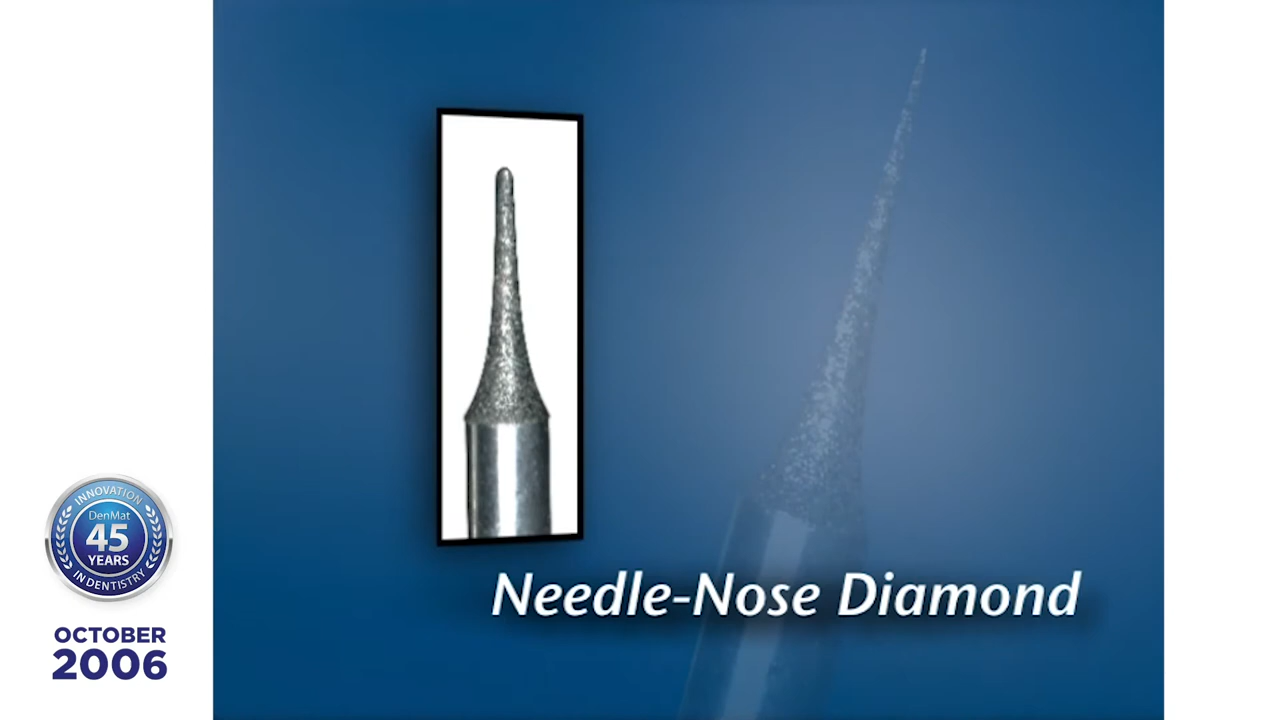 Needle-Nose Diamond
INNOVATION
DenMat
45
YEARS
IN DENTISTRY
OCTOBER
2006